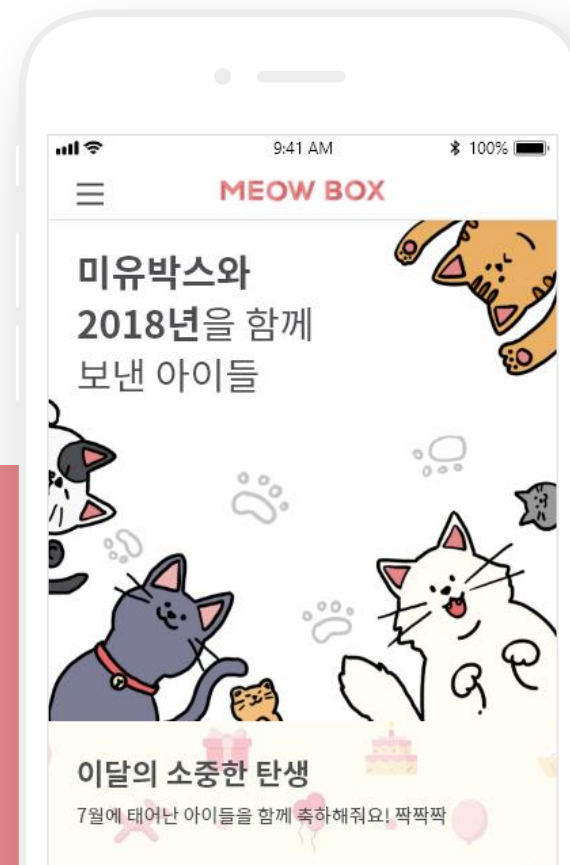 9:41 AM
100%
MEOW BOX
미유박스와
2018년을 함께
보낸 아이들
이달의 소중한 탄생
7월에 태어난 아이들을 함께 축하해줘요! 짝짝짝